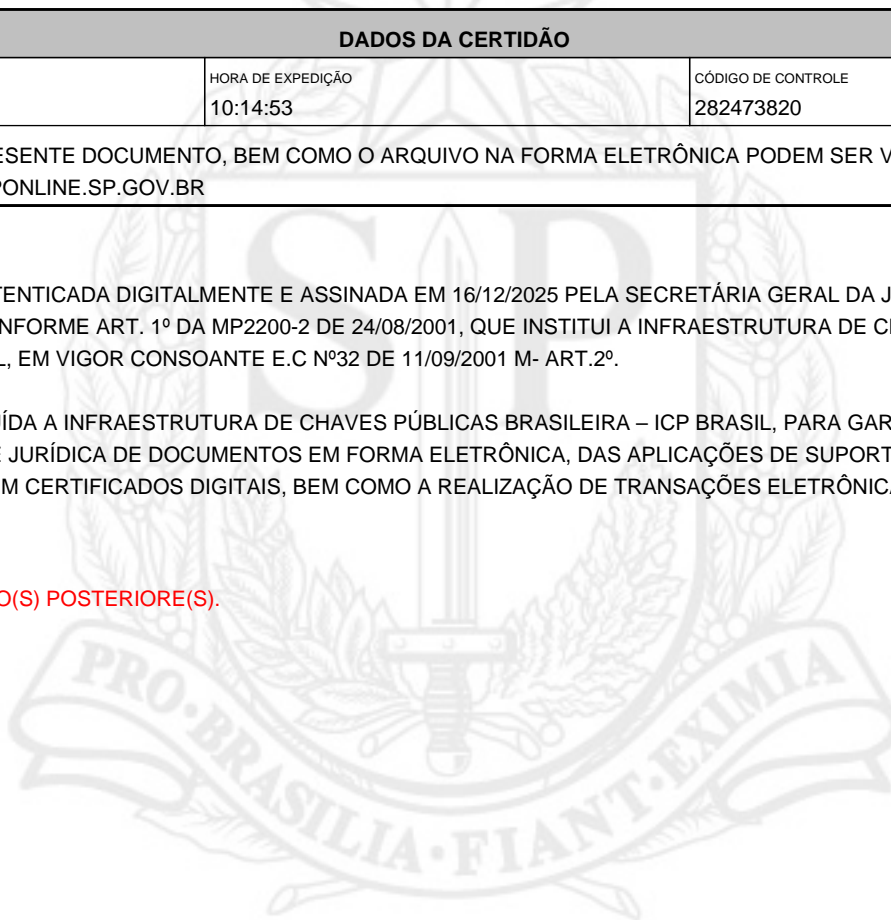 DADOS DA CERTIDÃO
HORA DE EXPEDIÇÃO
CÓDIGO DE CONTROLE
10:14:53
282473820
ESENTE DOCUMENTO, BEM COMO O ARQUIVO NA FORMA ELETRÔNICA PODEM SER V
PONLINE.SP.GOV.BR
TENTICADA DIGITALMENTE E ASSINADA EM 16/12/2025 PELA SECRETÁRIA GERAL DA J
NFORME ART. 1º DA MP2200-2 DE 24/08/2001, QUE INSTITUI A INFRAESTRUTURA DE C
L, EM VIGOR CONSOANTE E.C Nº32 DE 11/09/2001 M- ART.2º.
ÍDA A INFRAESTRUTURA DE CHAVES PÚBLICAS BRASILEIRA – ICP BRASIL, PARA GAR
E JURÍDICA DE DOCUMENTOS EM FORMA ELETRÔNICA, DAS APLICAÇÕES DE SUPORT
M CERTIFICADOS DIGITAIS, BEM COMO A REALIZAÇÃO DE TRANSAÇÕES ELETRÔNICA
O(S) POSTERIORE(S).
SP
PRO·BRASILIA·FIANT·EXIMIA